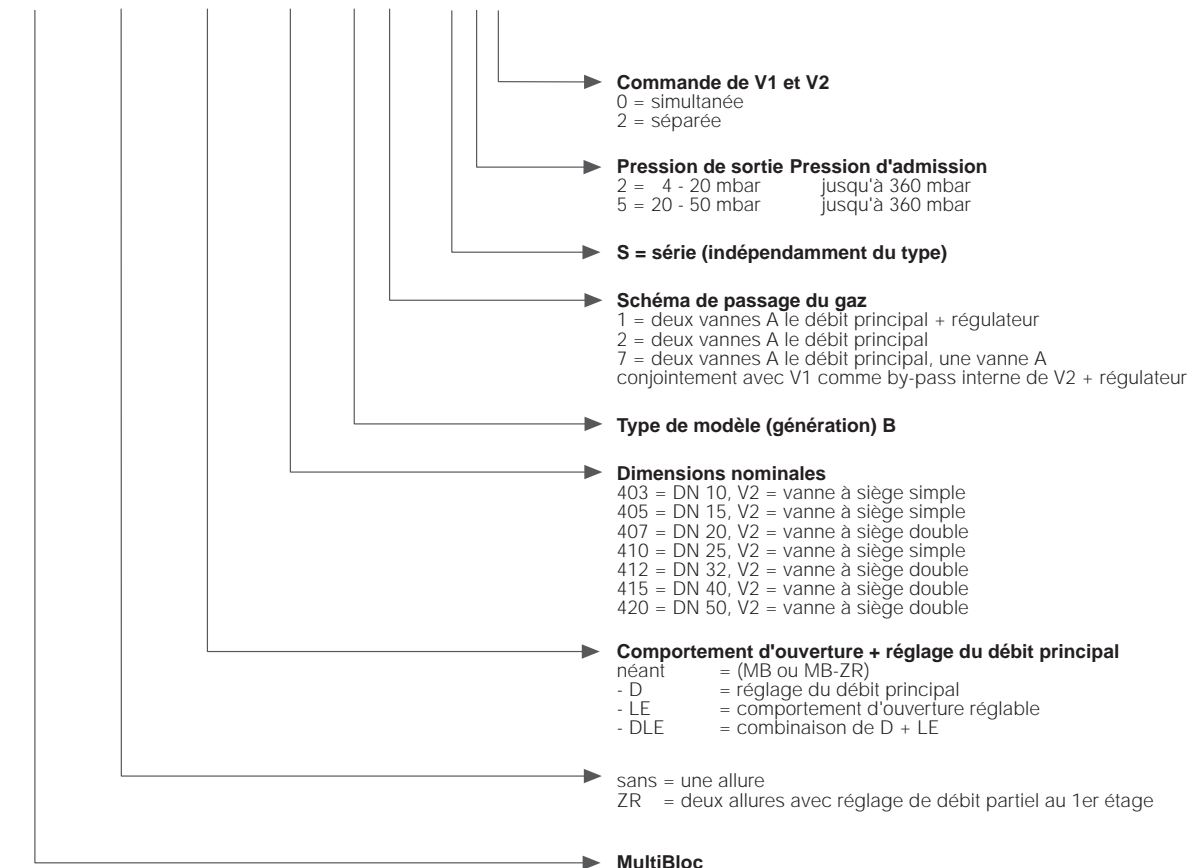 Commande de V1 et V2
0 = simultanée
2 = séparée
Pression de sortie Pression d'admission
2 = 4 - 20 mbar jusqu'à 360 mbar
5 = 20 - 50 mbar jusqu'à 360 mbar
S = série (indépendamment du type)
Schéma de passage du gaz
1 = deux vannes A le débit principal + régulateur
2 = deux vannes A le débit principal
7 = deux vannes A le débit principal, une vanne A
conjointement avec V1 comme by-pass interne de V2 + régulateur
Type de modèle (génération) B
Dimensions nominales
403 = DN 10, V2 = vanne à siège simple
405 = DN 15, V2 = vanne à siège simple
407 = DN 20, V2 = vanne à siège double
410 = DN 25, V2 = vanne à siège simple
412 = DN 32, V2 = vanne à siège double
415 = DN 40, V2 = vanne à siège double
420 = DN 50, V2 = vanne à siège double
Comportement d'ouverture + réglage du débit principal
néant = (MB ou MB-ZR)
- D = réglage du débit principal
- LE = comportement d'ouverture réglable
- DLE = combinaison de D + LE
sans = une allure
ZR = deux allures avec réglage de débit partiel au 1er étage
MultiBloc